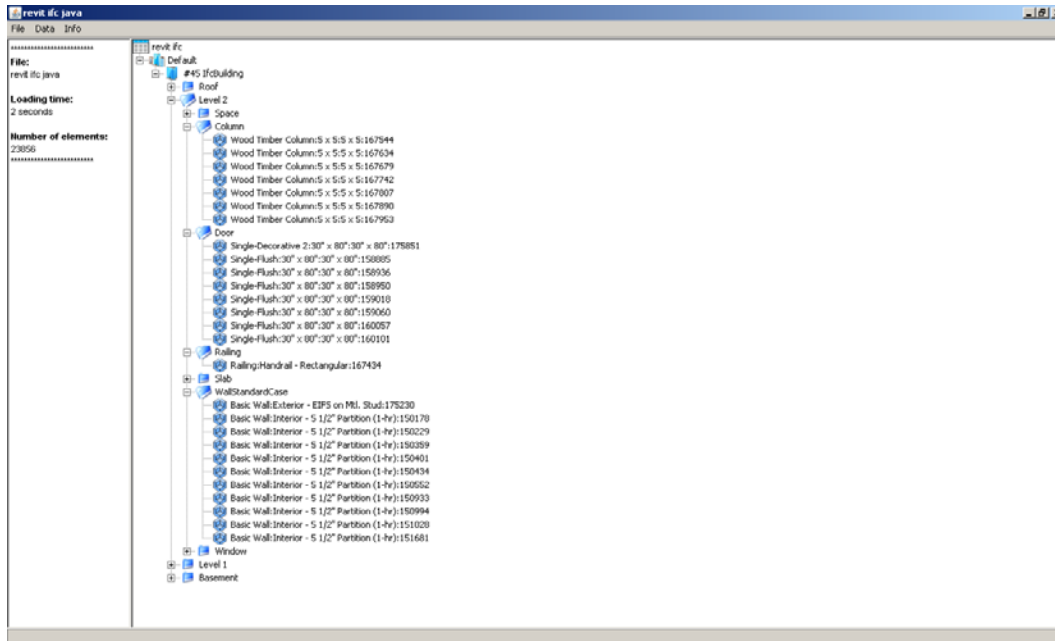 revit ifc java
File Data Info
**************************
File:
revit ifc java
Loading time:
2 seconds
Number of elements:
23856
**************************
revit ifc
Default
#45 IfcBuilding
Roof
Level 2
Space
Column
Wood Timber Column:5 x 5:5 x 5:167544
Wood Timber Column:5 x 5:5 x 5:167634
Wood Timber Column:5 x 5:5 x 5:167679
Wood Timber Column:5 x 5:5 x 5:167742
Wood Timber Column:5 x 5:5 x 5:167807
Wood Timber Column:5 x 5:5 x 5:167890
Wood Timber Column:5 x 5:5 x 5:167953
Door
Single-Decorative 2:30" x 80":30" x 80":175851
Single-Flush:30" x 80":30" x 80":158885
Single-Flush:30" x 80":30" x 80":158936
Single-Flush:30" x 80":30" x 80":158950
Single-Flush:30" x 80":30" x 80":159018
Single-Flush:30" x 80":30" x 80":159060
Single-Flush:30" x 80":30" x 80":160057
Single-Flush:30" x 80":30" x 80":160101
Railing
Railing:Handrail - Rectangular:167434
Slab
WallStandardCase
Basic Wall:Exterior - EIFS on Mtl. Stud:175230
Basic Wall:Interior - 5 1/2" Partition (1-hr):150178
Basic Wall:Interior - 5 1/2" Partition (1-hr):150229
Basic Wall:Interior - 5 1/2" Partition (1-hr):150359
Basic Wall:Interior - 5 1/2" Partition (1-hr):150401
Basic Wall:Interior - 5 1/2" Partition (1-hr):150434
Basic Wall:Interior - 5 1/2" Partition (1-hr):150552
Basic Wall:Interior - 5 1/2" Partition (1-hr):150933
Basic Wall:Interior - 5 1/2" Partition (1-hr):150994
Basic Wall:Interior - 5 1/2" Partition (1-hr):151028
Basic Wall:Interior - 5 1/2" Partition (1-hr):151681
Window
Level 1
Basement